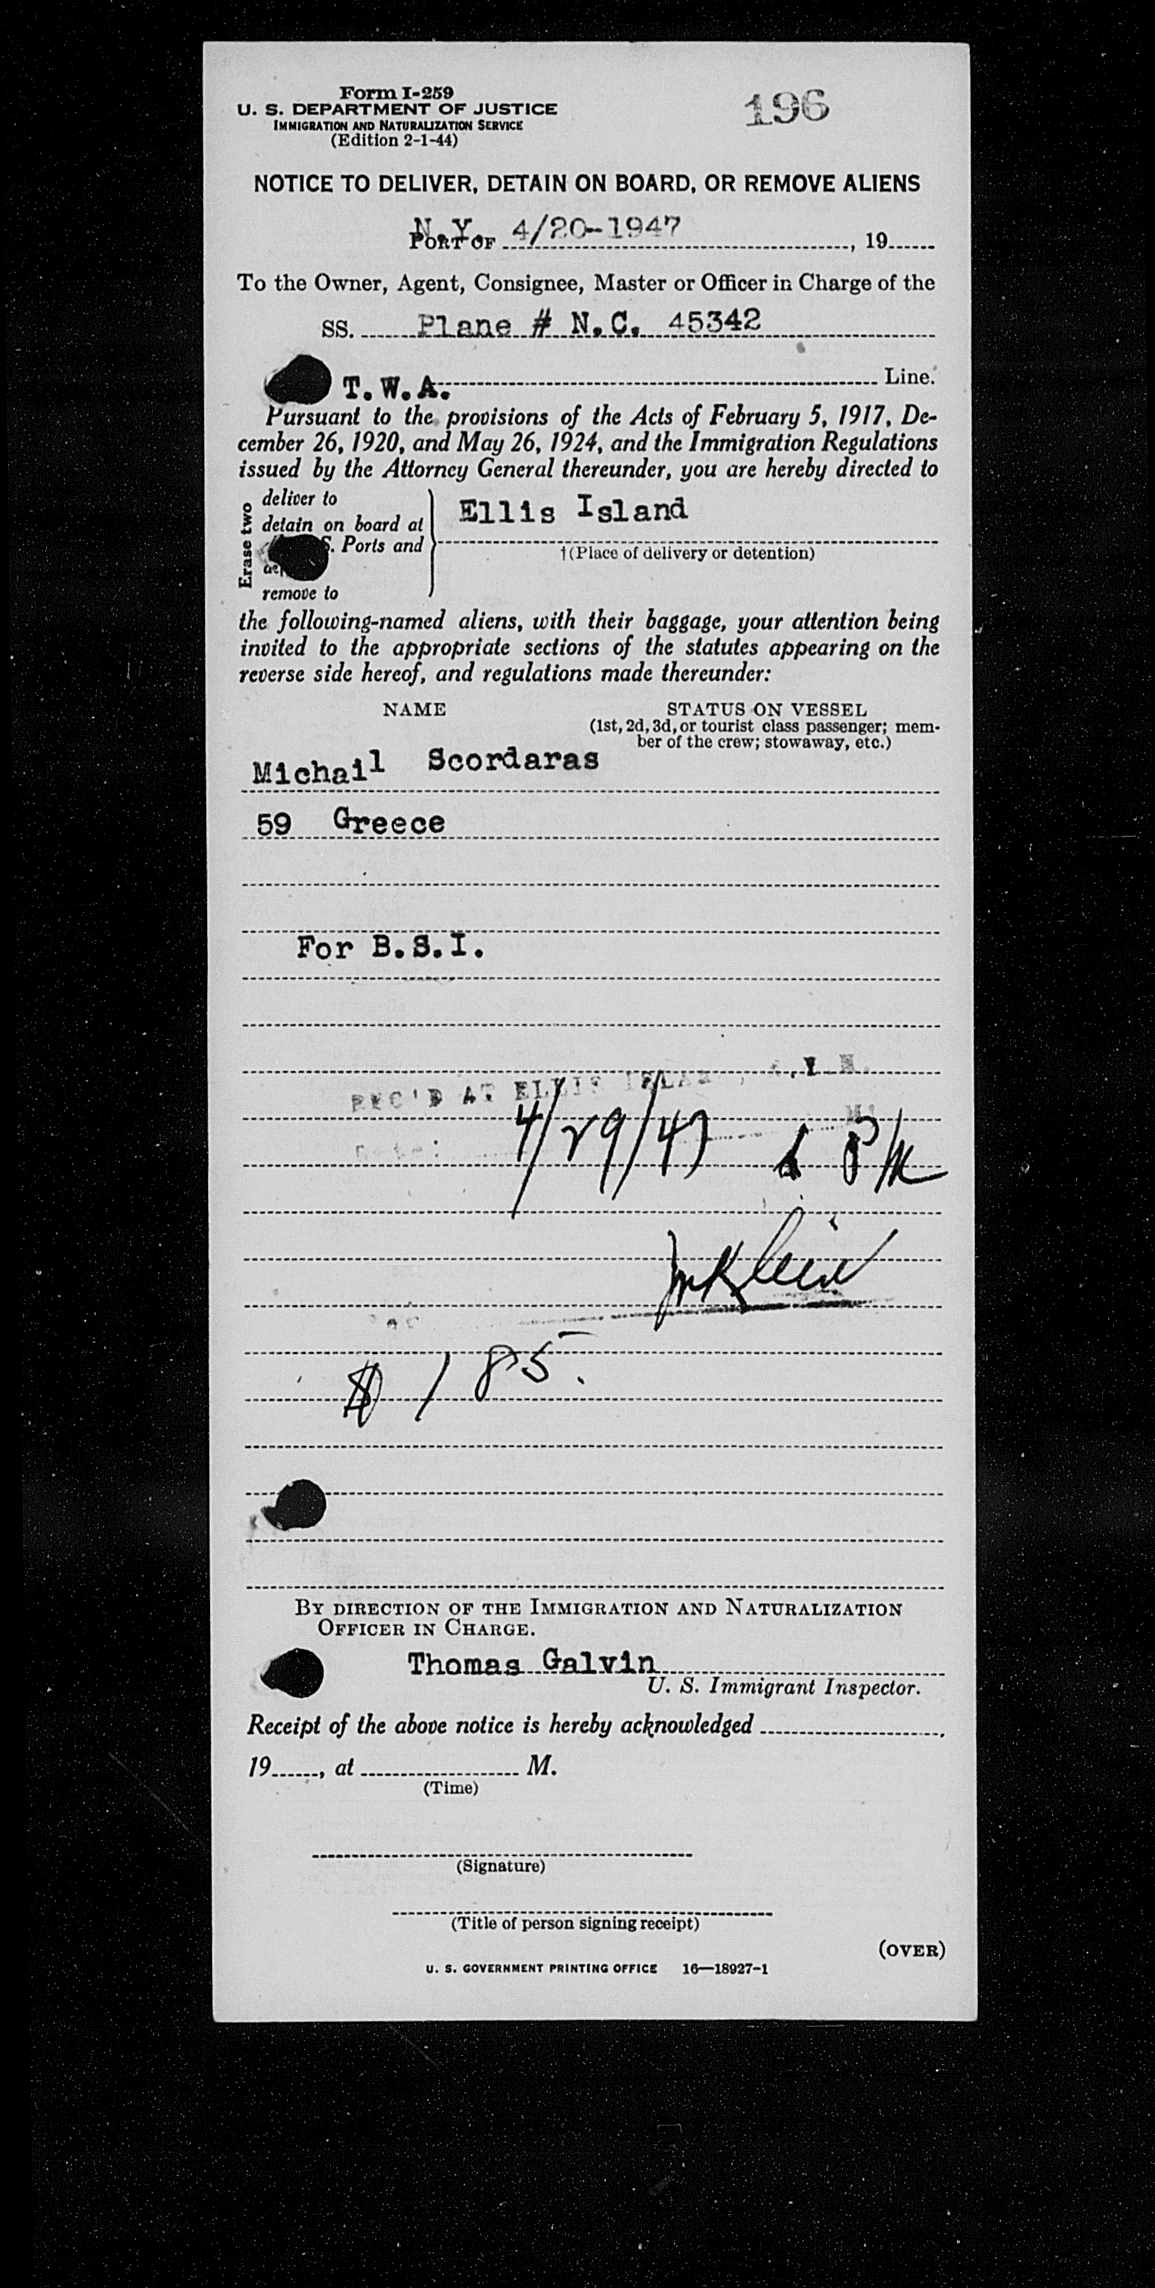 Form I-259
U. S. DEPARTMENT OF JUSTICE
IMMIGRATION AND NATURALIZATION SERVICE
(Edition 2-1-44)
196
NOTICE TO DELIVER, DETAIN ON BOARD, OR REMOVE ALIENS
PORT OF N.Y. 4/20-1947, 19
To the Owner, Agent, Consignee, Master or Officer in Charge of the
SS. Plane # N.C. 45342
T.W.A. Line.
Pursuant to the provisions of the Acts of February 5, 1917, De-
cember 26, 1920, and May 26, 1924, and the Immigration Regulations
issued by the Attorney General thereunder, you are hereby directed to
Erase two
deliver to
detain on board at
S. Ports and
remove to
Ellis Island
†(Place of delivery or detention)
the following-named aliens, with their baggage, your attention being
invited to the appropriate sections of the statutes appearing on the
reverse side hereof, and regulations made thereunder:
NAME
STATUS ON VESSEL
(1st, 2d, 3d, or tourist class passenger; mem-
ber of the crew; stowaway, etc.)
Michail Scordaras
59 Greece
For B.S.I.
REC'D AT ELLIS ISLAND, N.Y.H.
Date: 4/29/47 PM
$ 185.
BY DIRECTION OF THE IMMIGRATION AND NATURALIZATION
OFFICER IN CHARGE.
Thomas Galvin
U. S. Immigrant Inspector.
Receipt of the above notice is hereby acknowledged
19, at M.
(Time)
(Signature)
(Title of person signing receipt)
(OVER)
U. S. GOVERNMENT PRINTING OFFICE 16—18927-1